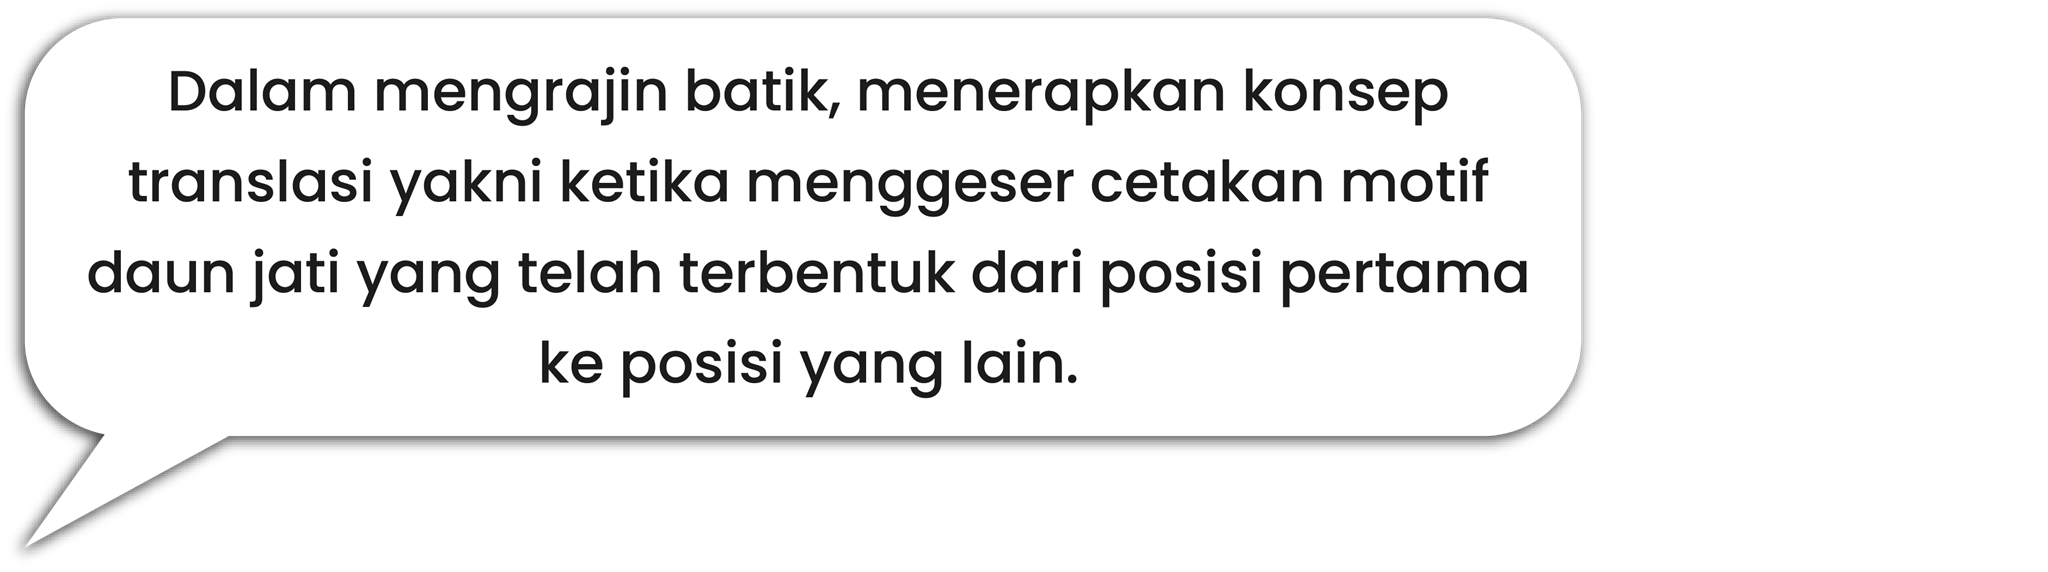 Dalam mengrajin batik, menerapkan konsep
translasi yakni ketika menggeser cetakan motif
daun jati yang telah terbentuk dari posisi pertama
ke posisi yang lain.